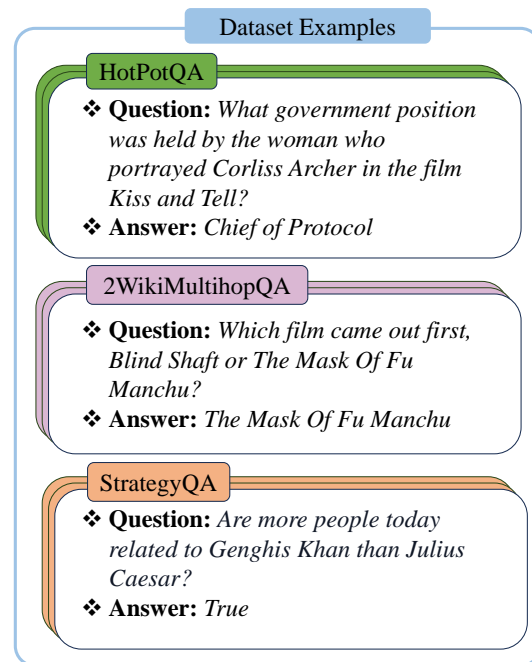 Dataset Examples
HotPotQA
❖ Question: What government position
was held by the woman who
portrayed Corliss Archer in the film
Kiss and Tell?
❖ Answer: Chief of Protocol
2WikiMultihopQA
❖ Question: Which film came out first,
Blind Shaft or The Mask Of Fu
Manchu?
❖ Answer: The Mask Of Fu Manchu
StrategyQA
❖ Question: Are more people today
related to Genghis Khan than Julius
Caesar?
❖ Answer: True